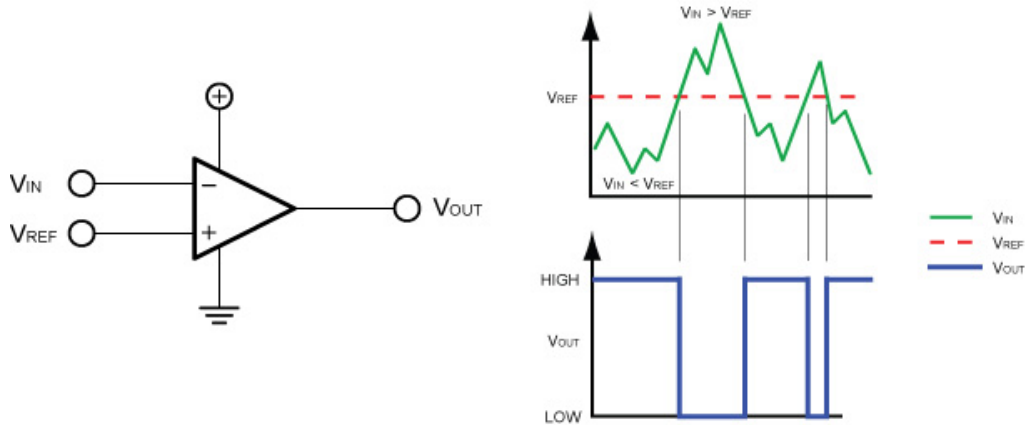 VIN
VREF
−
+
+
VOUT
VIN > VREF
VREF
VIN < VREF
HIGH
VOUT
LOW
VIN
VREF
VOUT